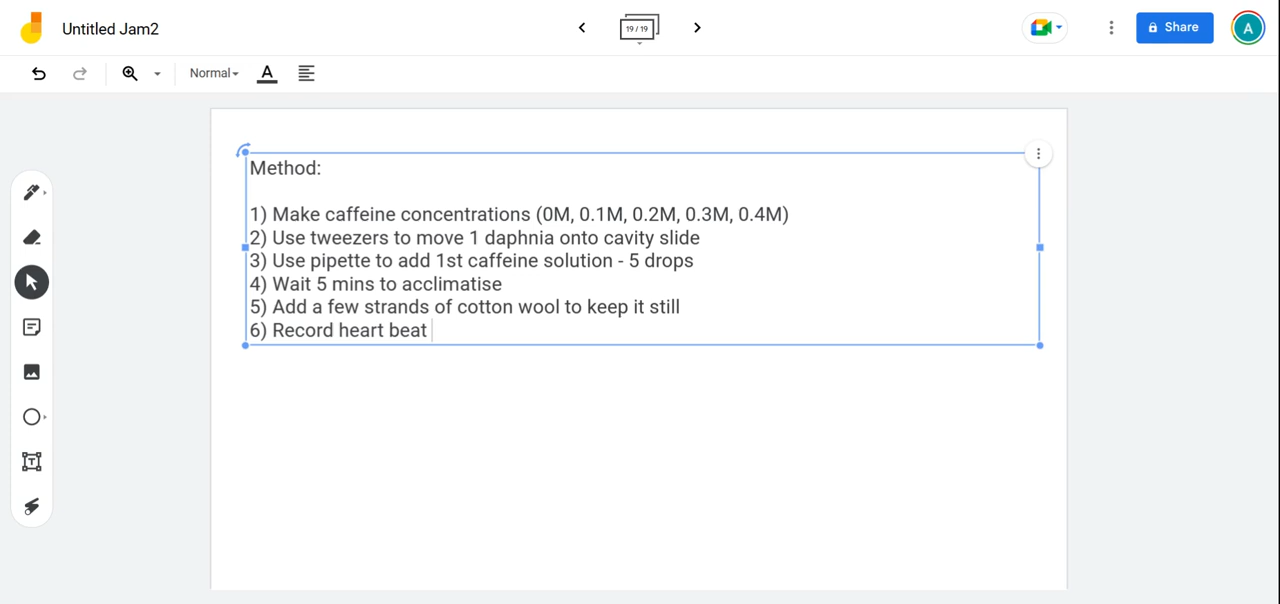 Untitled Jam2
19 / 19
Share
A
Normal
A
Method:
1) Make caffeine concentrations (0M, 0.1M, 0.2M, 0.3M, 0.4M)
2) Use tweezers to move 1 daphnia onto cavity slide
3) Use pipette to add 1st caffeine solution - 5 drops
4) Wait 5 mins to acclimatise
5) Add a few strands of cotton wool to keep it still
6) Record heart beat